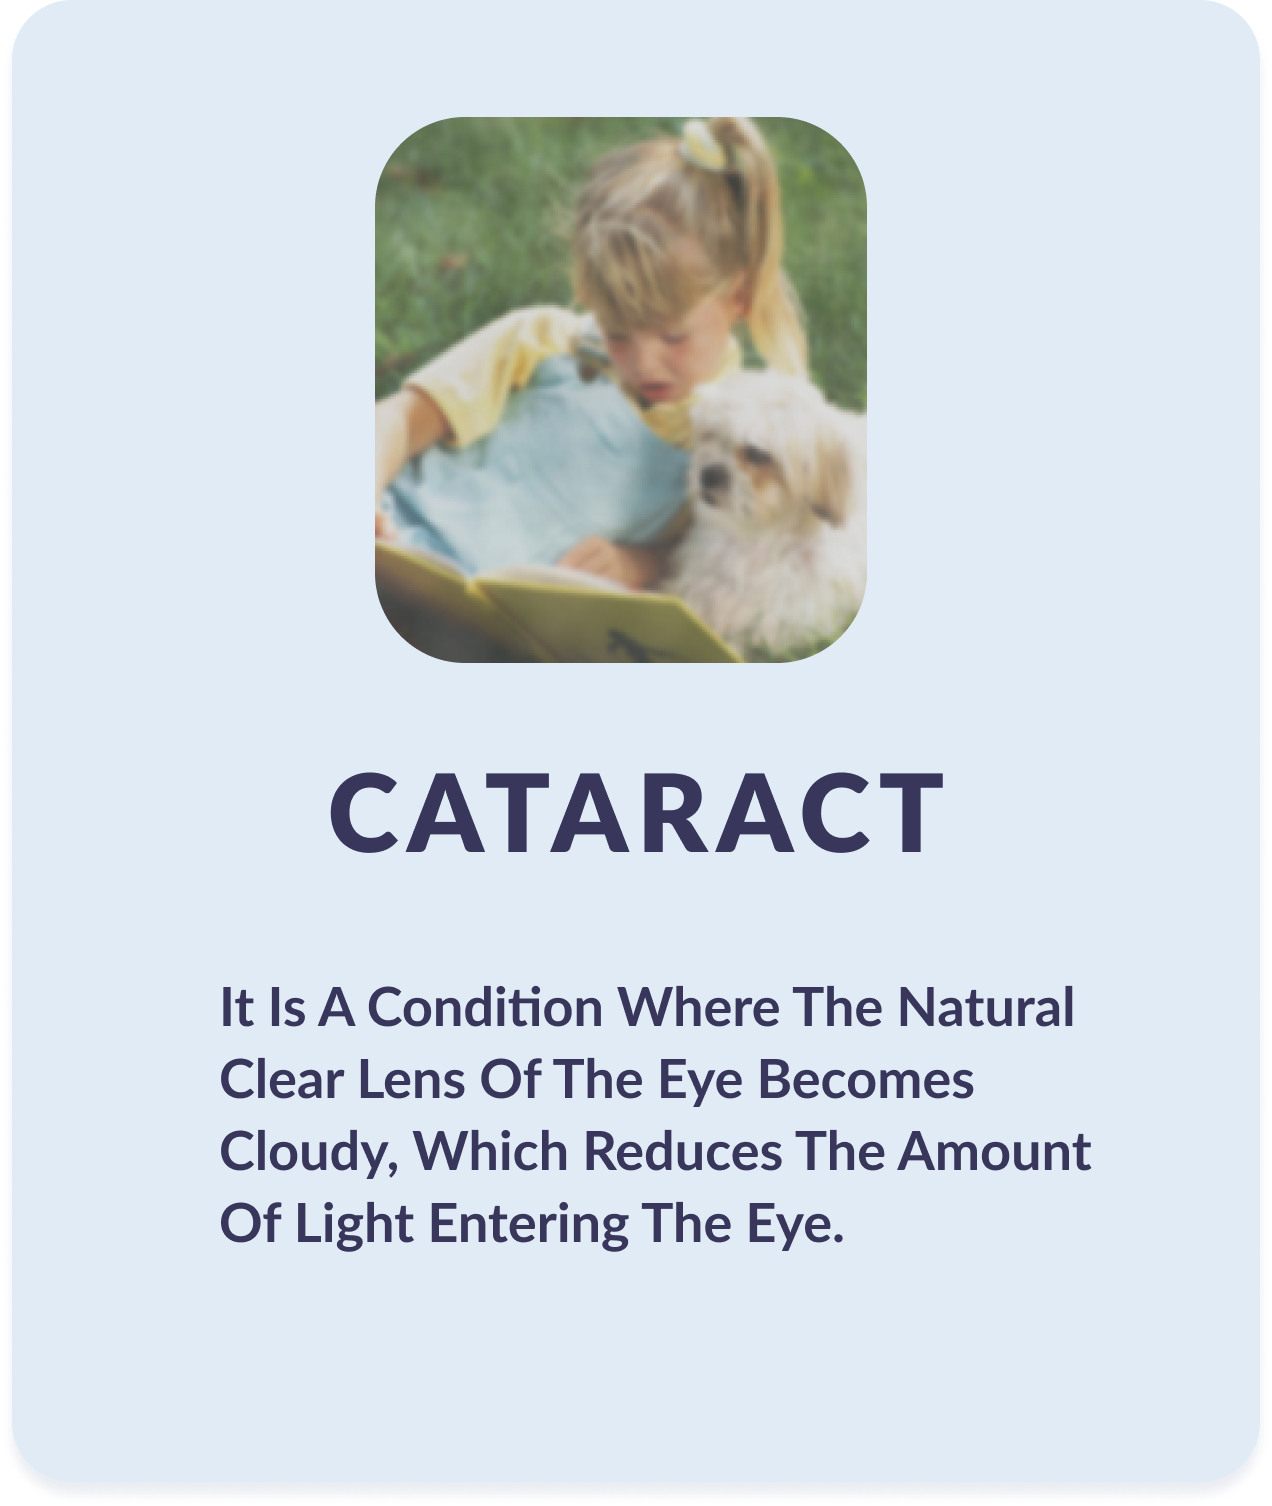 CATARACT
It Is A Condition Where The Natural
Clear Lens Of The Eye Becomes
Cloudy, Which Reduces The Amount
Of Light Entering The Eye.